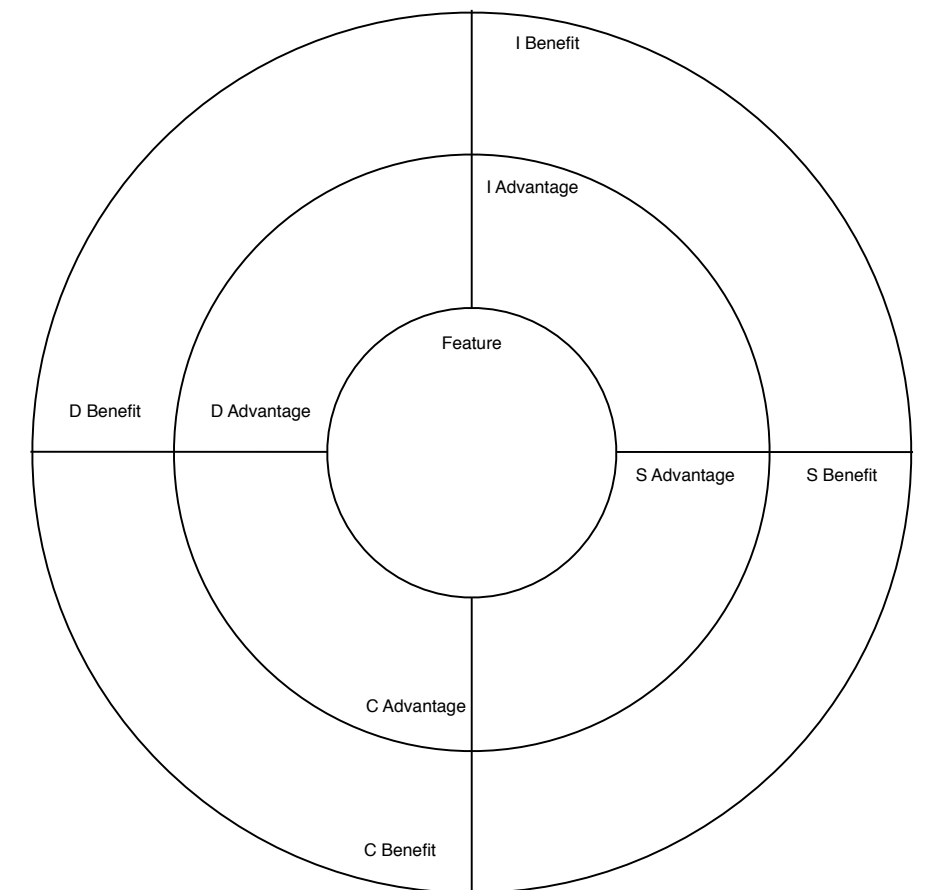 I Benefit
I Advantage
Feature
D Benefit
D Advantage
S Advantage
S Benefit
C Advantage
C Benefit